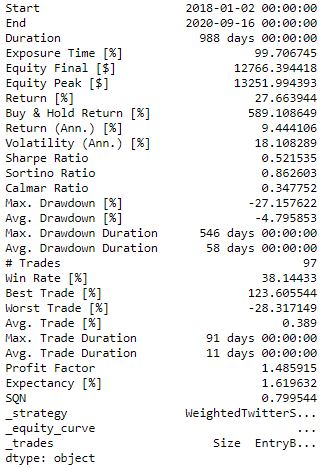 Start 2018-01-02 00:00:00
End 2020-09-16 00:00:00
Duration 988 days 00:00:00
Exposure Time [%] 99.706745
Equity Final [$] 12766.394418
Equity Peak [$] 13251.994393
Return [%] 27.663944
Buy & Hold Return [%] 589.108649
Return (Ann.) [%] 9.444106
Volatility (Ann.) [%] 18.108289
Sharpe Ratio 0.521535
Sortino Ratio 0.862603
Calmar Ratio 0.347752
Max. Drawdown [%] -27.157622
Avg. Drawdown [%] -4.795853
Max. Drawdown Duration 546 days 00:00:00
Avg. Drawdown Duration 58 days 00:00:00
# Trades 97
Win Rate [%] 38.14433
Best Trade [%] 123.605544
Worst Trade [%] -28.317149
Avg. Trade [%] 0.389
Max. Trade Duration 91 days 00:00:00
Avg. Trade Duration 11 days 00:00:00
Profit Factor 1.485915
Expectancy [%] 1.619632
SQN 0.799544
_strategy WeightedTwitterS...
_equity_curve ...
_trades Size EntryB...
dtype: object